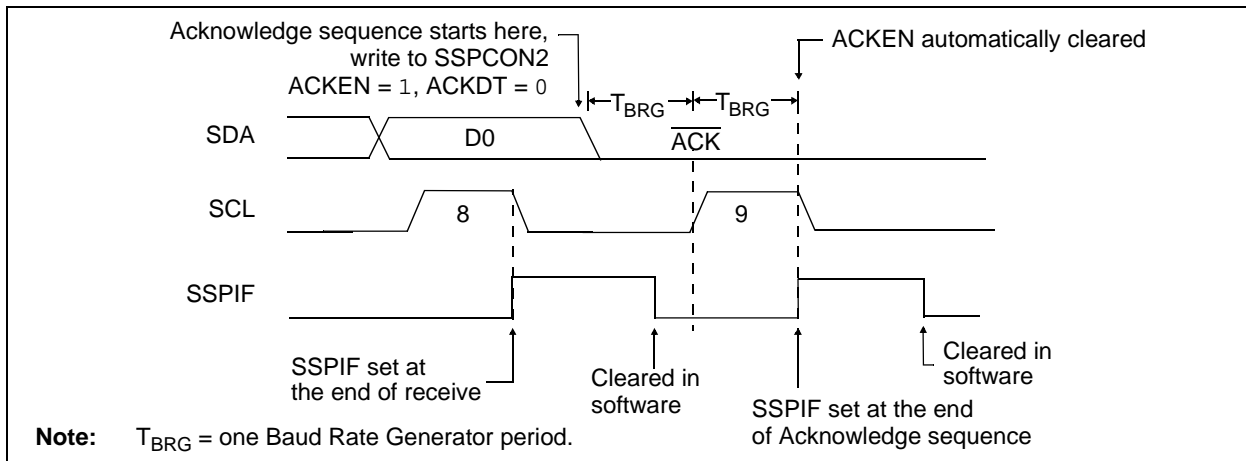 Acknowledge sequence starts here,
write to SSPCON2
ACKEN = 1, ACKDT = 0
ACKEN automatically cleared
TBRG
TBRG
SDA
D0
ACK
SCL
8
9
SSPIF
SSPIF set at
the end of receive
Cleared in
software
SSPIF set at the end
of Acknowledge sequence
Cleared in
software
Note: TBRG = one Baud Rate Generator period.